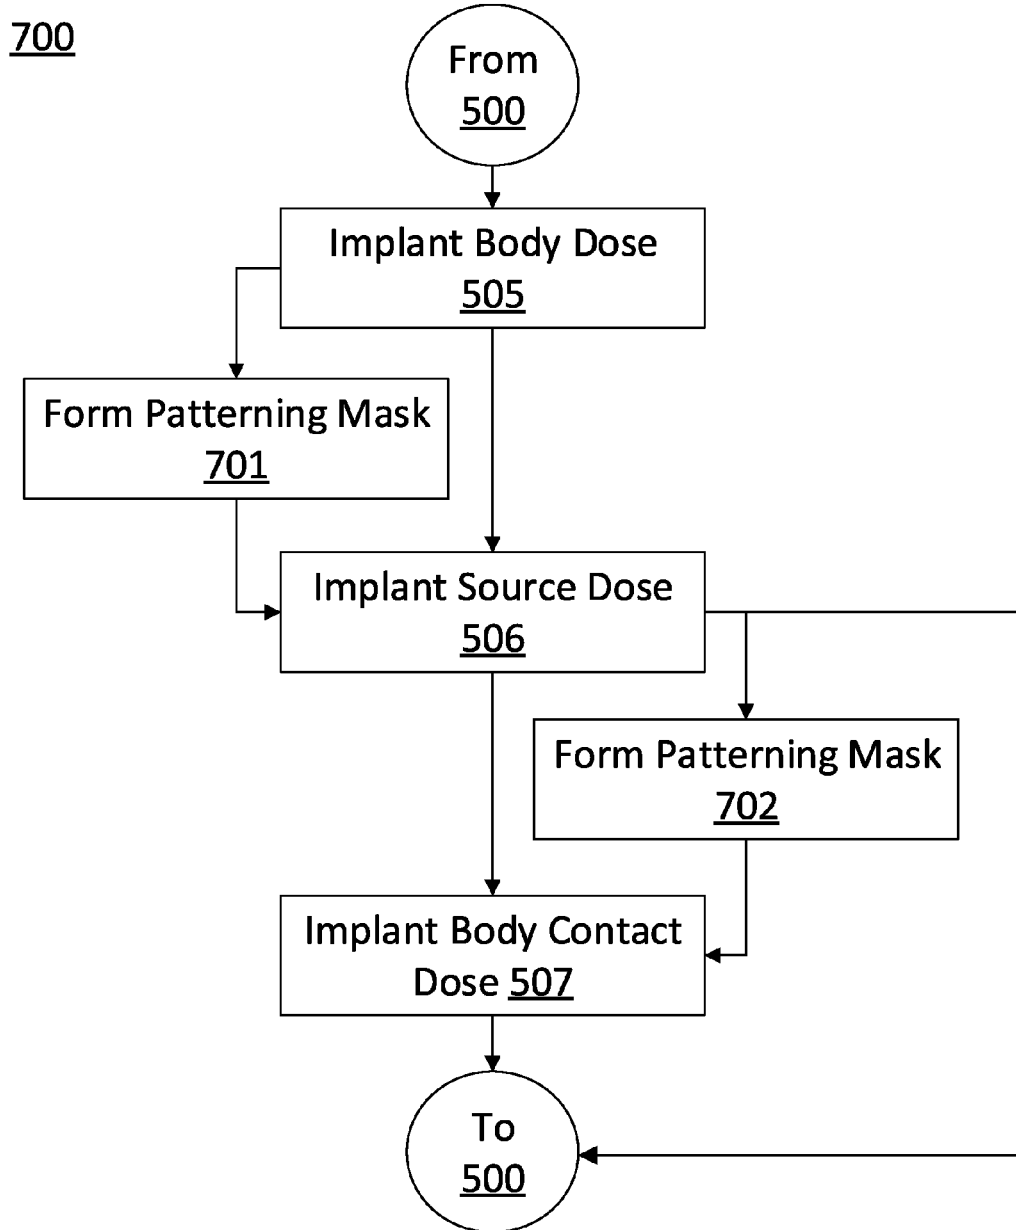 700
From
500
Implant Body Dose
505
Form Patterning Mask
701
Implant Source Dose
506
Form Patterning Mask
702
Implant Body Contact
Dose 507
To
500